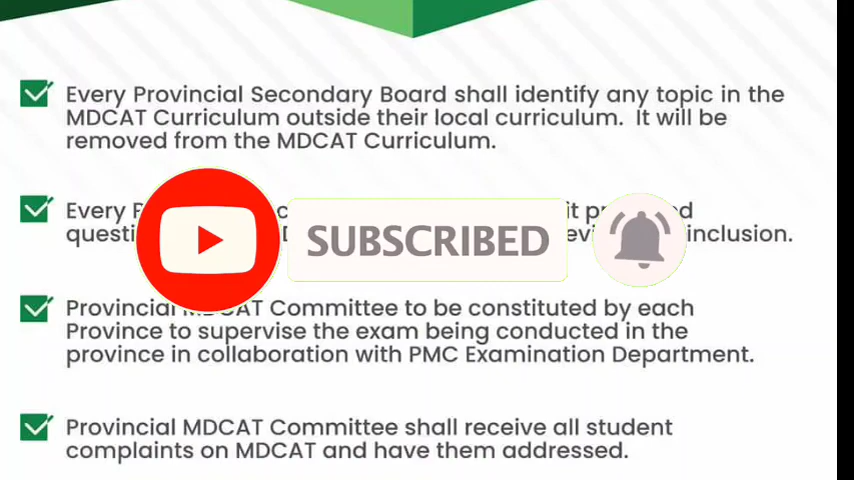 Every Provincial Secondary Board shall identify any topic in the
MDCAT Curriculum outside their local curriculum. It will be
removed from the MDCAT Curriculum.
Every
SUBSCRIBED
inclusion.
Provincial MDCAT Committee to be constituted by each
Province to supervise the exam being conducted in the
province in collaboration with PMC Examination Department.
Provincial MDCAT Committee shall receive all student
complaints on MDCAT and have them addressed.